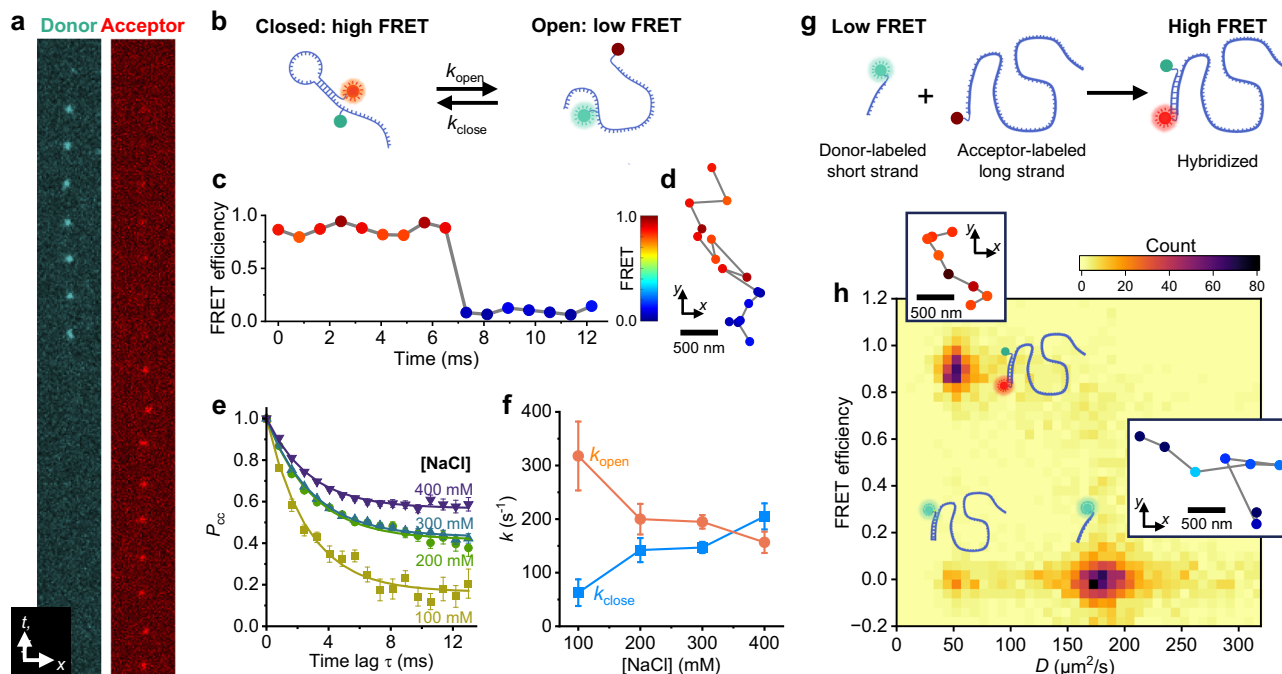 a
Donor Acceptor
t,
x
b
Closed: high FRET
Open: low FRET
kopen
kclose
c
FRET efficiency
1.0
0.5
0.0
0 2 4 6 8 10 12
Time (ms)
1.0
FRET
0.0
d
y
x
500 nm
e
Pcc
1.0
0.8
0.6
0.4
0.2
0.0
[NaCl]
400 mM
300 mM
200 mM
100 mM
0 4 8 12
Time lag τ (ms)
f
k (s⁻¹)
400
300
200
100
0
kopen
kclose
100 200 300 400
[NaCl] (mM)
g
Low FRET
High FRET
+
Donor-labeled
short strand
Acceptor-labeled
long strand
Hybridized
y
x
500 nm
Count
0 20 40 60 80
h
FRET efficiency
1.2
1.0
0.8
0.6
0.4
0.2
0.0
−0.2
y
x
500 nm
0 50 100 150 200 250 300
D (µm²/s)